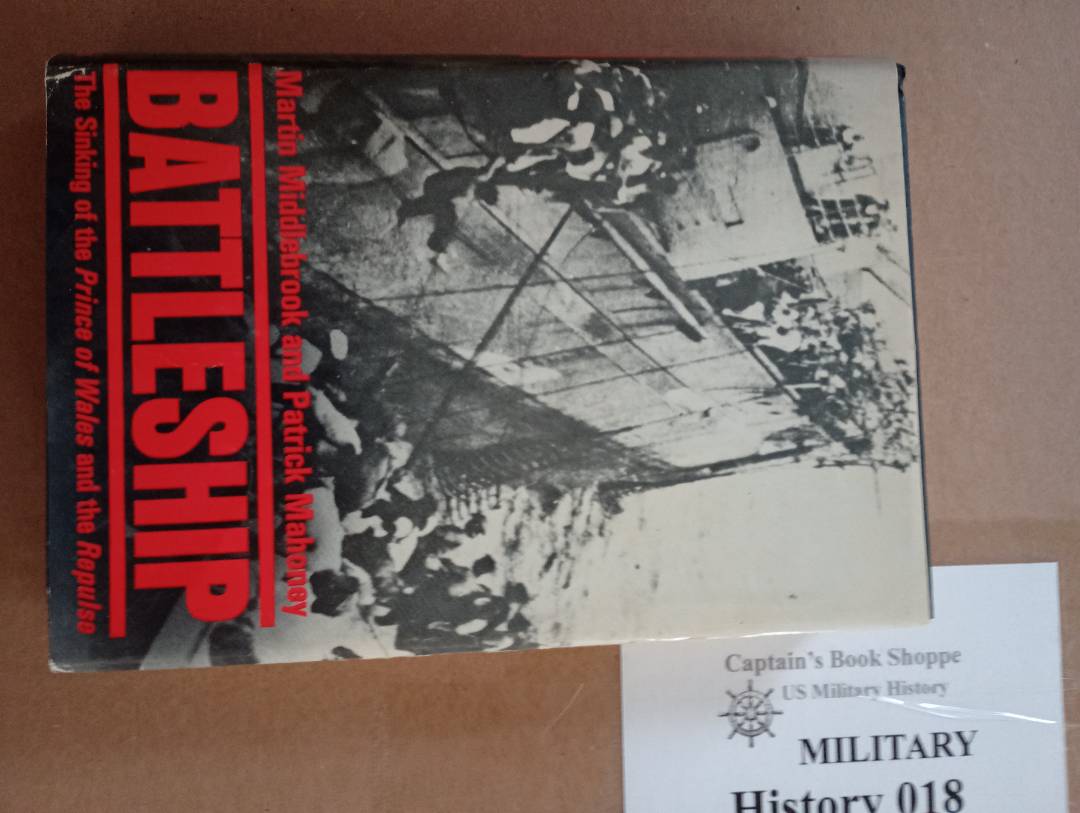 Martin Middlebrook and Patrick Mahoney
BATTLESHIP
The Sinking of the Prince of Wales and the Repulse
Captain's Book Shoppe
US Military History
MILITARY
History 018